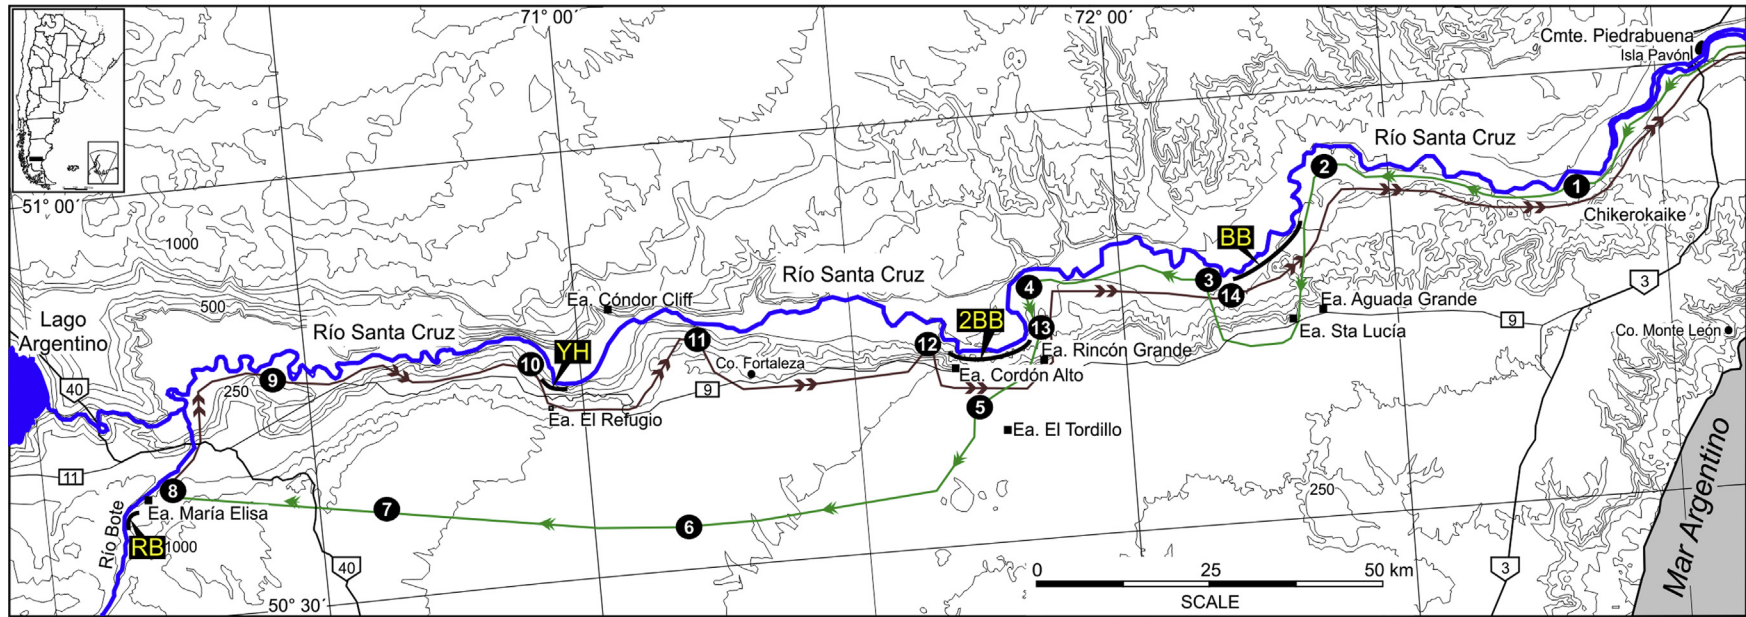 71° 00´
72° 00´
Cmte. Piedrabuena
Isla Pavón
Río Santa Cruz
2
1
51° 00´
Chikerokaike
1000
BB
Río Santa Cruz
3
3
4
14
Ea. Cóndor Cliff
500
Ea. Aguada Grande
9
Lago
Argentino
Río Santa Cruz
2BB
13
Ea. Sta Lucía
Co. Monte León
YH
11
12
Ea. Rincón Grande
10
Co. Fortaleza
9
40
250
9
Ea. Cordón Alto
5
Ea. El Refugio
Ea. El Tordillo
11
8
250
Ea. María Elisa
7
6
Río Bote
RB
1000
40
0
25
50 km
3
SCALE
50° 30´
Mar Argentino